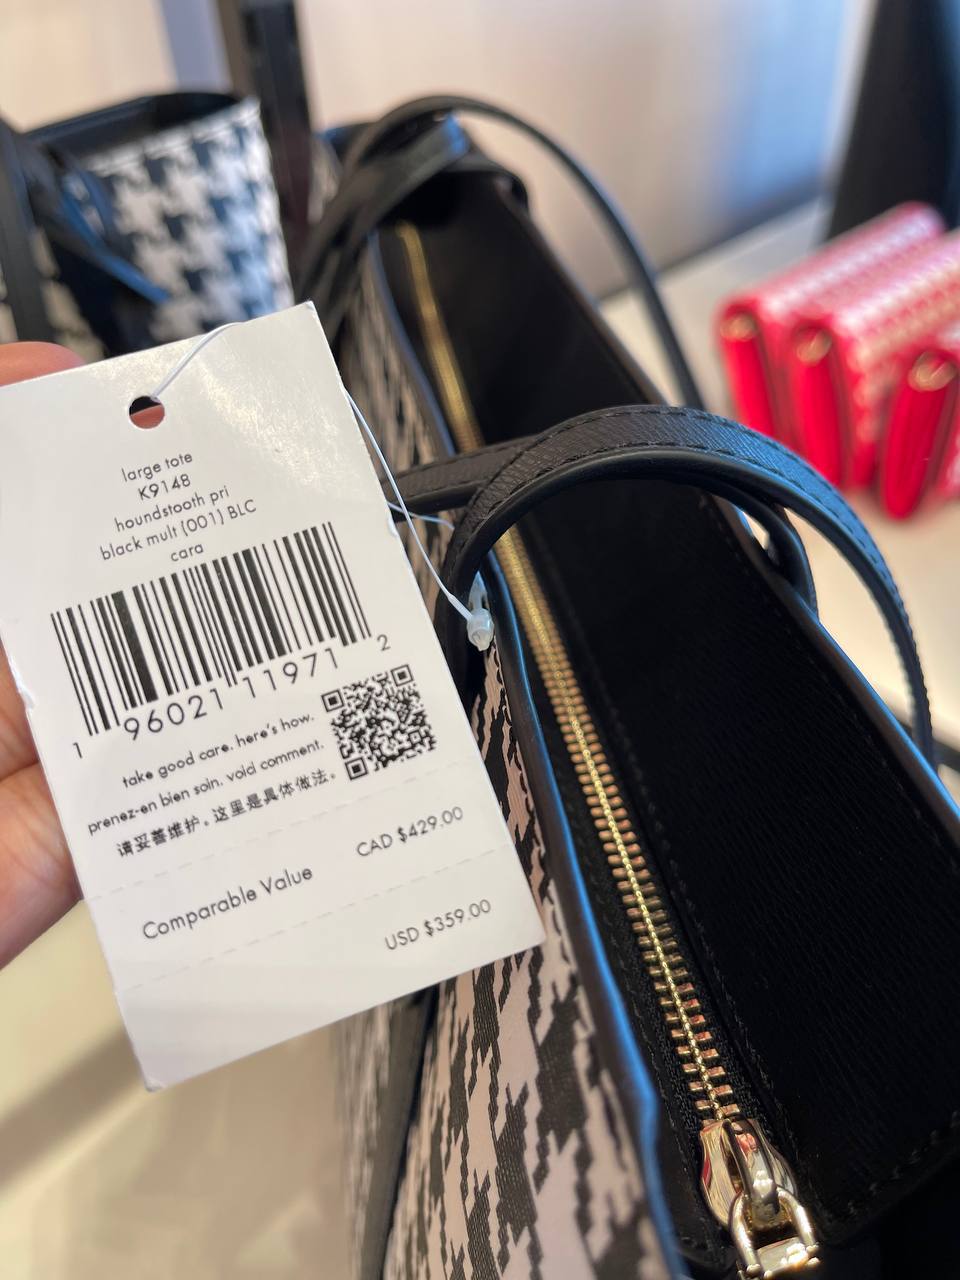 large tote
K9148
houndstooth pri
black mult (001) BLC
cara
1 96021 11971 2
take good care. here's how.
prenez-en bien soin. void comment.
请妥善维护。这里是具体做法。
CAD $429.00
Comparable Value
USD $359.00